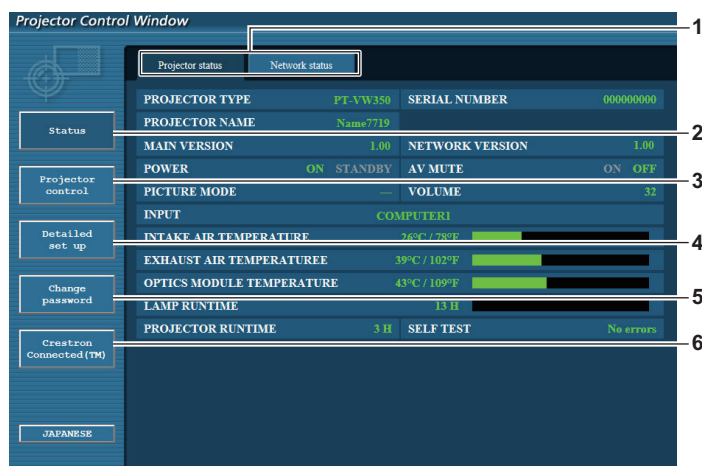 Projector Control Window
1
Projector status Network status
PROJECTOR TYPE PT-VW350 SERIAL NUMBER 000000000
Status
2
PROJECTOR NAME Name7719
MAIN VERSION 1.00 NETWORK VERSION 1.00
Projector
control
3
POWER ON STANDBY AV MUTE ON OFF
PICTURE MODE — VOLUME 32
INPUT COMPUTER1
Detailed
set up
4
INTAKE AIR TEMPERATURE 26°C / 78°F
EXHAUST AIR TEMPERATUREE 39°C / 102°F
OPTICS MODULE TEMPERATURE 43°C / 109°F
Change
password
5
LAMP RUNTIME 13 H
PROJECTOR RUNTIME 3 H SELF TEST No errors
Crestron
Connected(TM)
6
JAPANESE